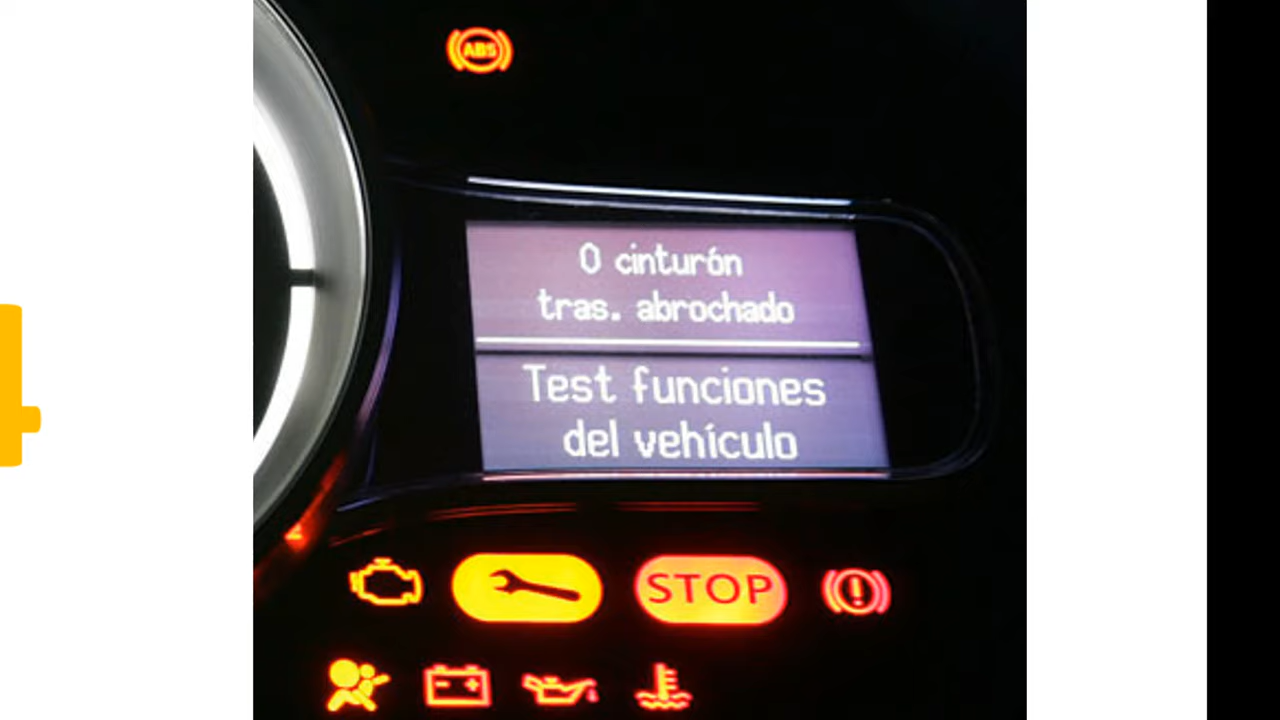 ABS
0 cinturón
tras. abrochado
Test funciones
del vehículo
STOP